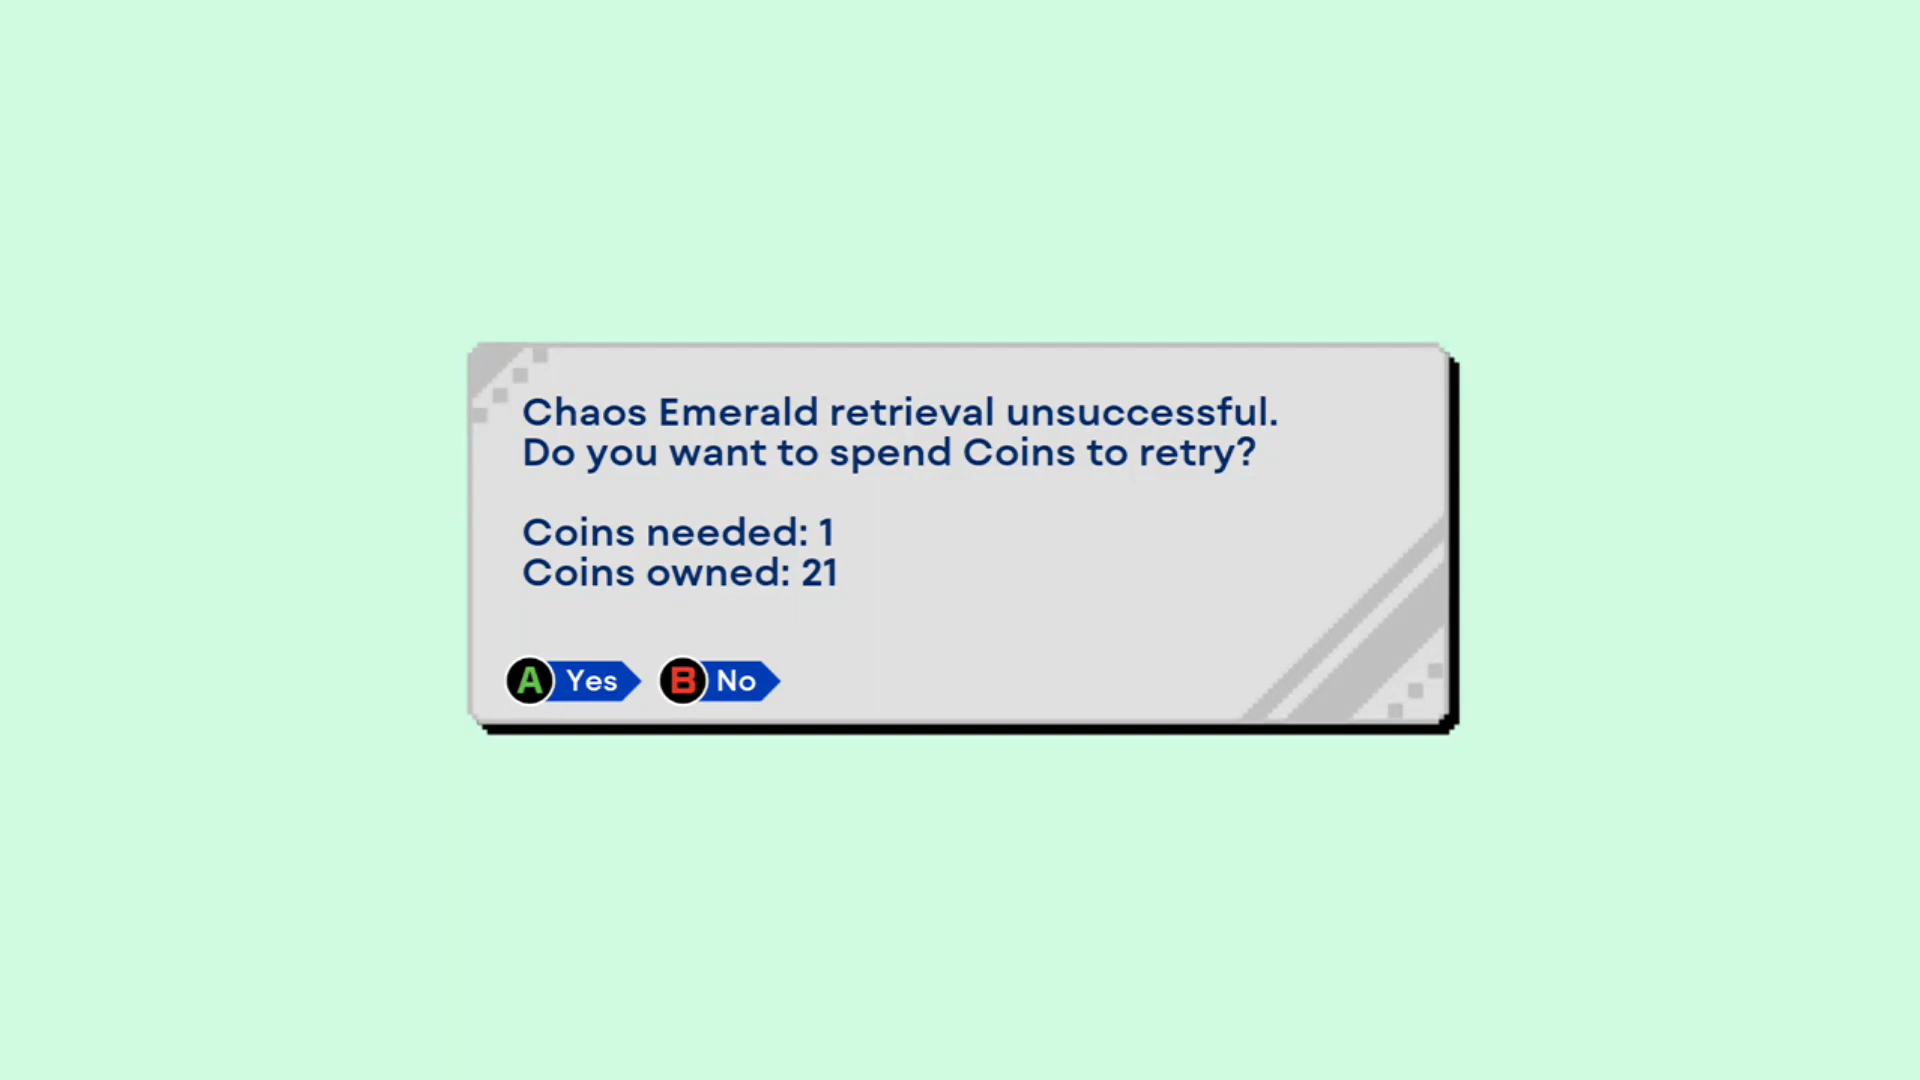 Chaos Emerald retrieval unsuccessful.
Do you want to spend Coins to retry?
Coins needed: 1
Coins owned: 21
A Yes B No